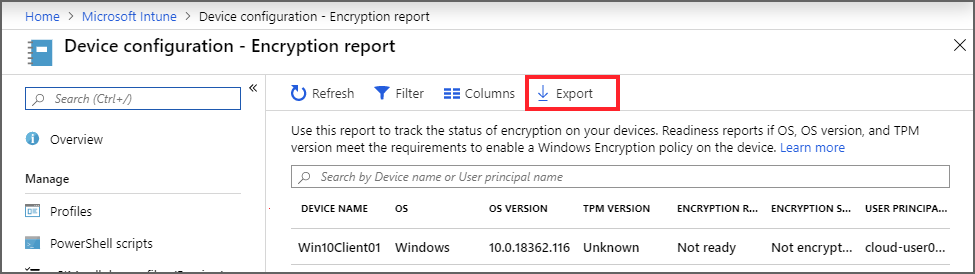 Home > Microsoft Intune > Device configuration - Encryption report
Device configuration - Encryption report
Search (Ctrl+/)
Overview
Manage
Profiles
PowerShell scripts
Refresh Filter Columns Export
Use this report to track the status of encryption on your devices. Readiness reports if OS, OS version, and TPM
version meet the requirements to enable a Windows Encryption policy on the device. Learn more
Search by Device name or User principal name
DEVICE NAME OS OS VERSION TPM VERSION ENCRYPTION R... ENCRYPTION S... USER PRINCIPA...
Win10Client01 Windows 10.0.18362.116 Unknown Not ready Not encrypt... cloud-user0...